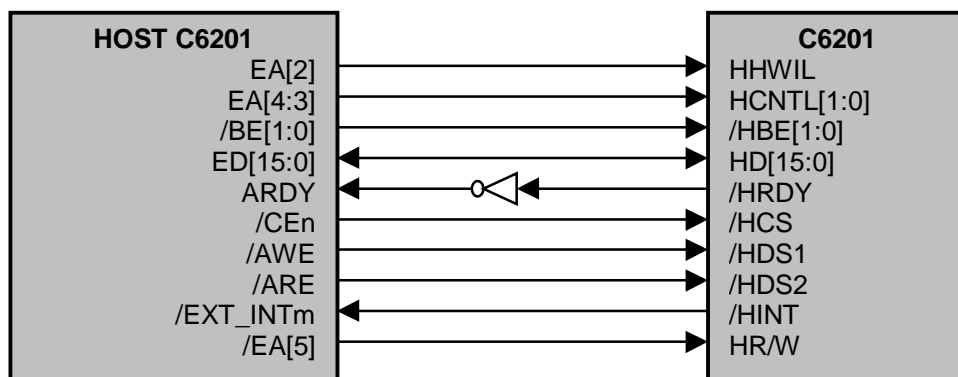 HOST C6201 C6201
EA[2] HHWIL
EA[4:3] HCNTL[1:0]
/BE[1:0] /HBE[1:0]
ED[15:0] HD[15:0]
ARDY /HRDY
/CEn /HCS
/AWE /HDS1
/ARE /HDS2
/EXT_INTm /HINT
/EA[5] HR/W